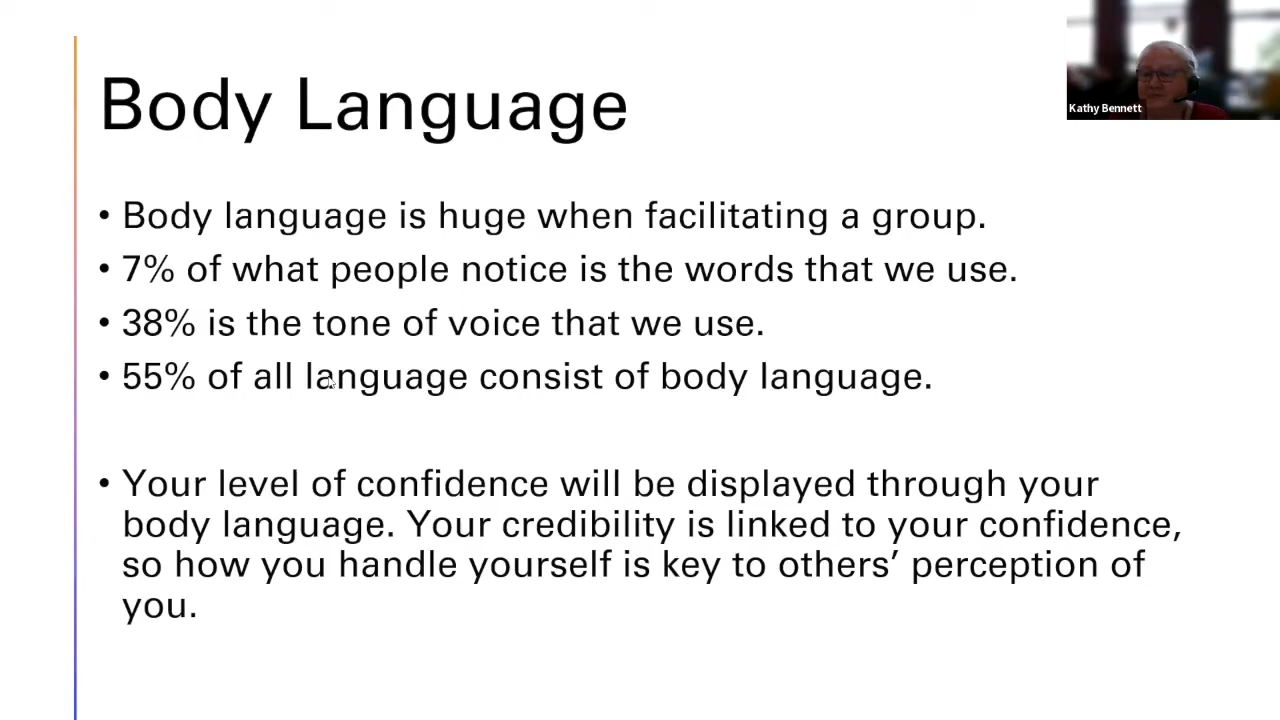 Body Language
Kathy Bennett
• Body language is huge when facilitating a group.
• 7% of what people notice is the words that we use.
• 38% is the tone of voice that we use.
• 55% of all language consist of body language.
• Your level of confidence will be displayed through your
body language. Your credibility is linked to your confidence,
so how you handle yourself is key to others’ perception of
you.